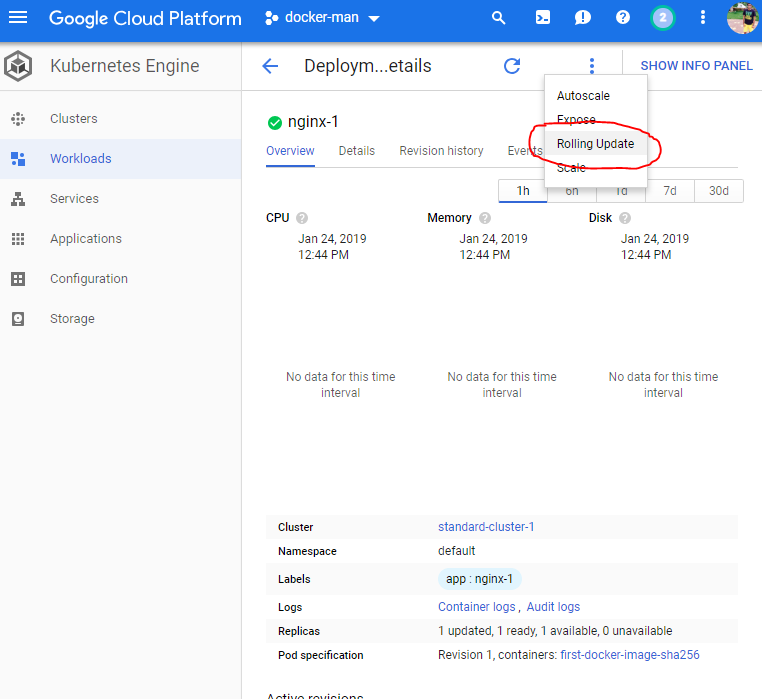 Google Cloud Platform
docker-man
2
Kubernetes Engine
Deploym...etails
SHOW INFO PANEL
Clusters
Workloads
Services
Applications
Configuration
Storage
Autoscale
Expose
Rolling Update
Scale
nginx-1
Overview Details Revision history Events
1h 6h 1d 7d 30d
CPU Memory Disk
Jan 24, 2019 Jan 24, 2019 Jan 24, 2019
12:44 PM 12:44 PM 12:44 PM
No data for this time No data for this time No data for this time
interval interval interval
Cluster standard-cluster-1
Namespace default
Labels app : nginx-1
Logs Container logs , Audit logs
Replicas 1 updated, 1 ready, 1 available, 0 unavailable
Pod specification Revision 1, containers: first-docker-image-sha256
Active revisions